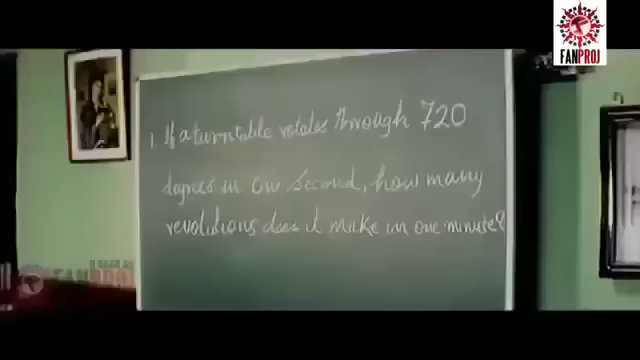 FANPROJ
1. If a turntable rotates through 720
degrees in one second, how many
revolutions does it make in one minute?
FANPROJ